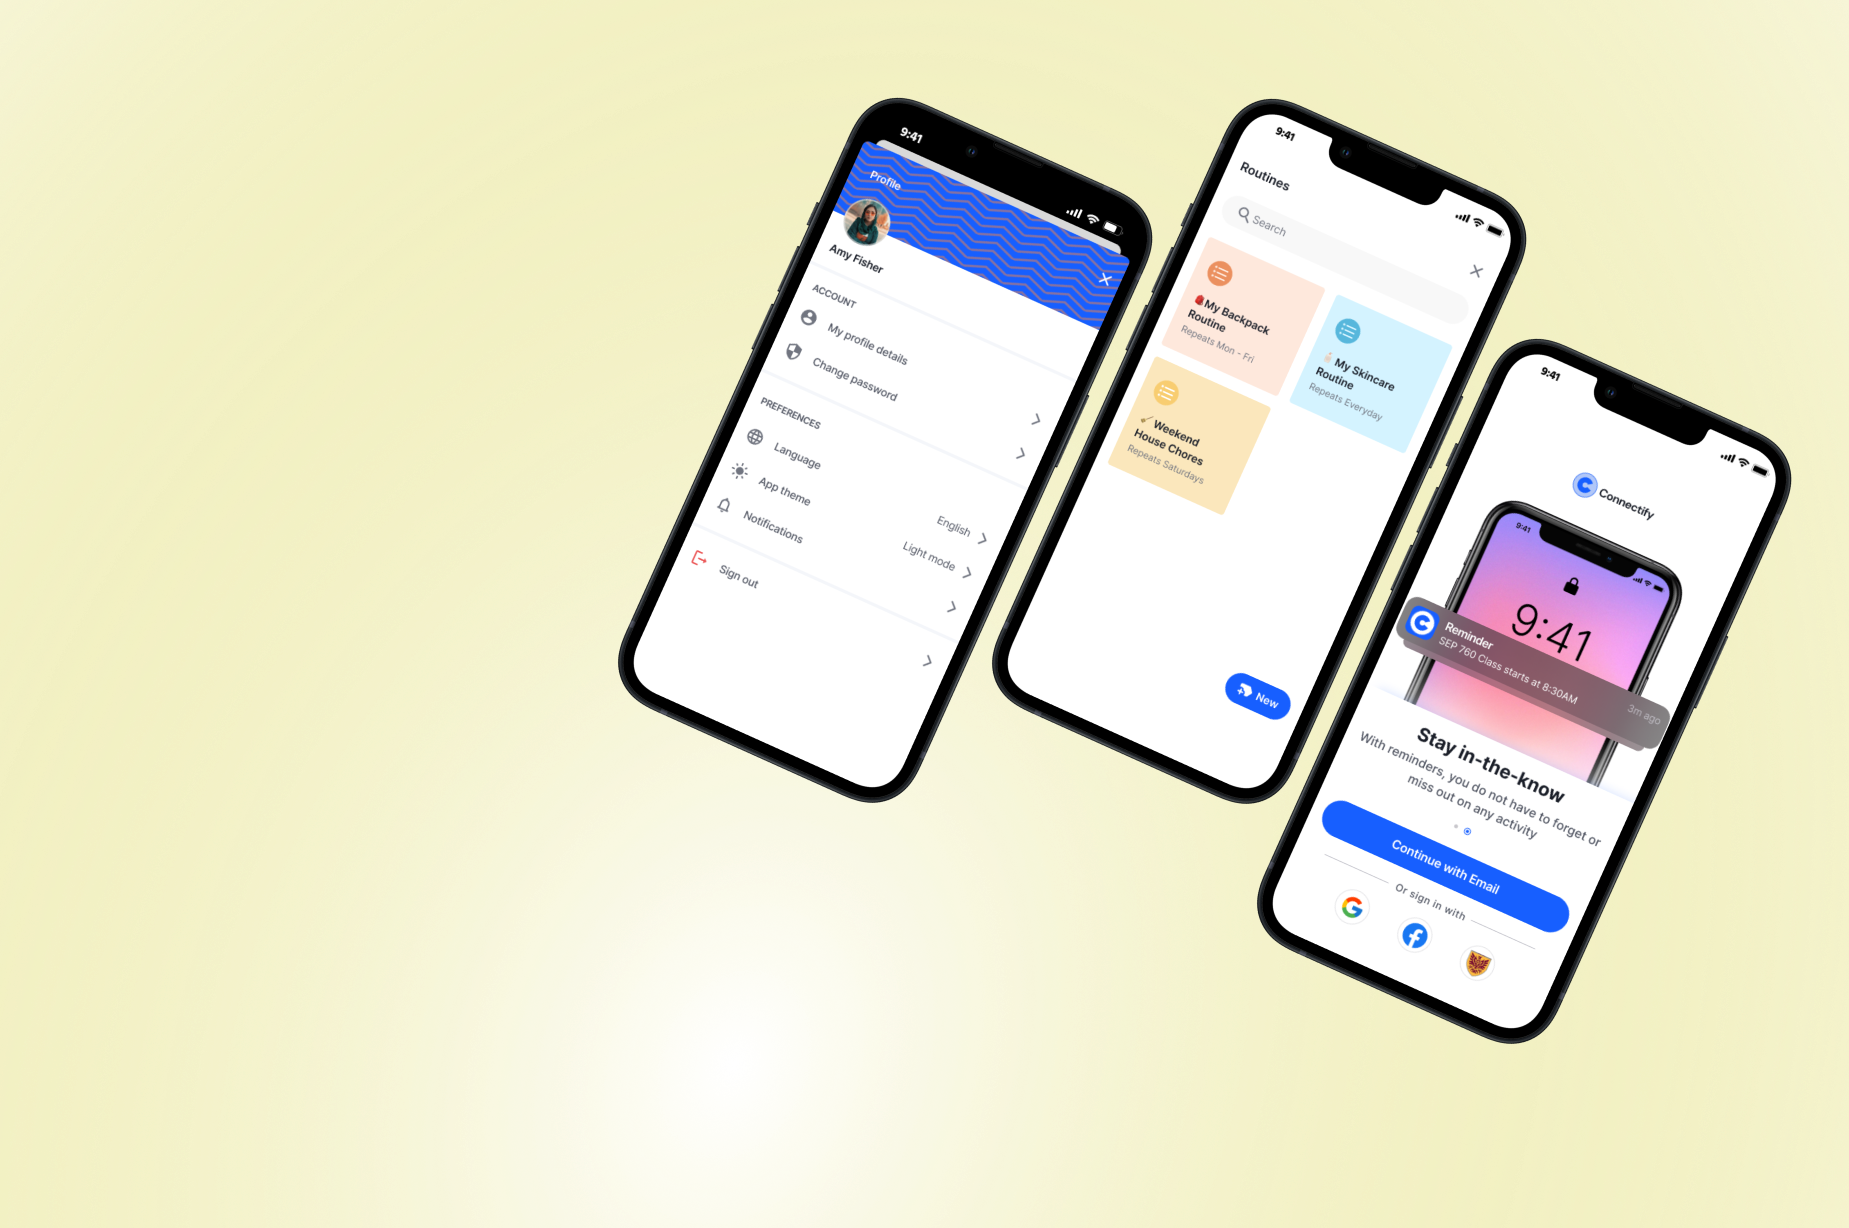 9:41
Profile
Amy Fisher
ACCOUNT
My profile details
Change password
PREFERENCES
Language
English
App theme
Light mode
Notifications
Sign out
9:41
Routines
Search
My Backpack
Routine
Repeats Mon - Fri
My Skincare
Routine
Repeats Everyday
Weekend
House Chores
Repeats Saturdays
New
9:41
Connectify
9:41
9:41
Reminder
SEP 760 Class starts at 8:30AM
3m ago
Stay in-the-know
With reminders, you do not have to forget or
miss out on any activity
Continue with Email
Or sign in with